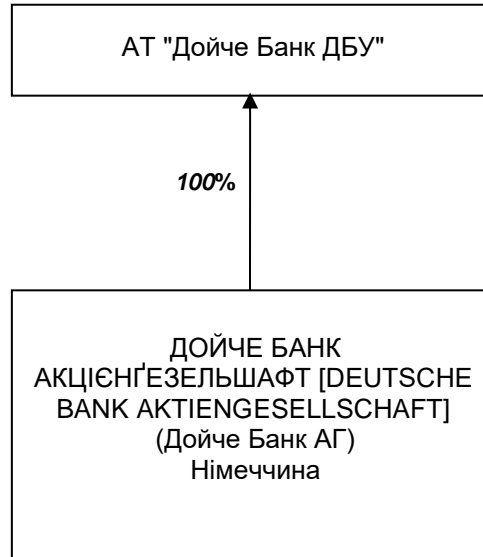 АТ "Дойче Банк ДБУ"
100%
ДОЙЧЕ БАНК
АКЦІЄНҐЕЗЕЛЬШАФТ [DEUTSCHE
BANK AKTIENGESELLSCHAFT]
(Дойче Банк АГ)
Німеччина